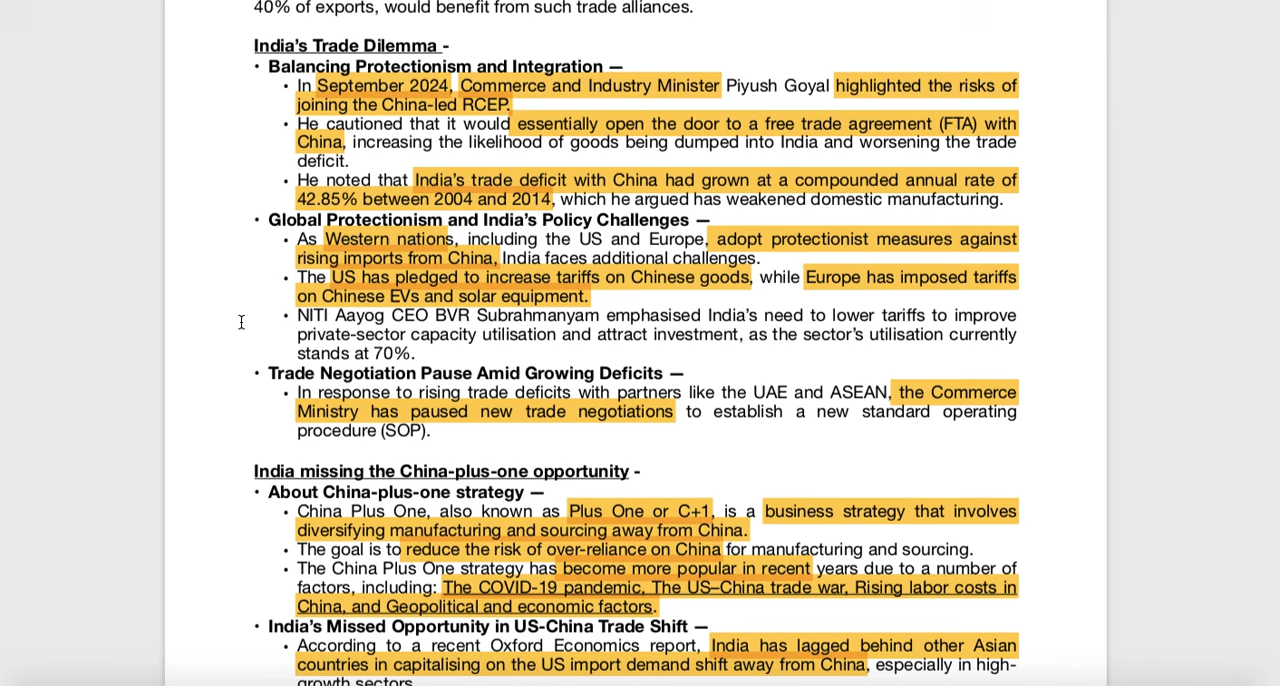 40% of exports, would benefit from such trade alliances.
India’s Trade Dilemma -
• Balancing Protectionism and Integration —
• In September 2024, Commerce and Industry Minister Piyush Goyal highlighted the risks of
joining the China-led RCEP.
• He cautioned that it would essentially open the door to a free trade agreement (FTA) with
China, increasing the likelihood of goods being dumped into India and worsening the trade
deficit.
• He noted that India’s trade deficit with China had grown at a compounded annual rate of
42.85% between 2004 and 2014, which he argued has weakened domestic manufacturing.
• Global Protectionism and India’s Policy Challenges —
• As Western nations, including the US and Europe, adopt protectionist measures against
rising imports from China, India faces additional challenges.
• The US has pledged to increase tariffs on Chinese goods, while Europe has imposed tariffs
on Chinese EVs and solar equipment.
• NITI Aayog CEO BVR Subrahmanyam emphasised India’s need to lower tariffs to improve
private-sector capacity utilisation and attract investment, as the sector’s utilisation currently
stands at 70%.
• Trade Negotiation Pause Amid Growing Deficits —
• In response to rising trade deficits with partners like the UAE and ASEAN, the Commerce
Ministry has paused new trade negotiations to establish a new standard operating
procedure (SOP).
India missing the China-plus-one opportunity -
• About China-plus-one strategy —
• China Plus One, also known as Plus One or C+1, is a business strategy that involves
diversifying manufacturing and sourcing away from China.
• The goal is to reduce the risk of over-reliance on China for manufacturing and sourcing.
• The China Plus One strategy has become more popular in recent years due to a number of
factors, including: The COVID-19 pandemic, The US–China trade war, Rising labor costs in
China, and Geopolitical and economic factors.
• India’s Missed Opportunity in US-China Trade Shift —
• According to a recent Oxford Economics report, India has lagged behind other Asian
countries in capitalising on the US import demand shift away from China, especially in high-
growth sectors.